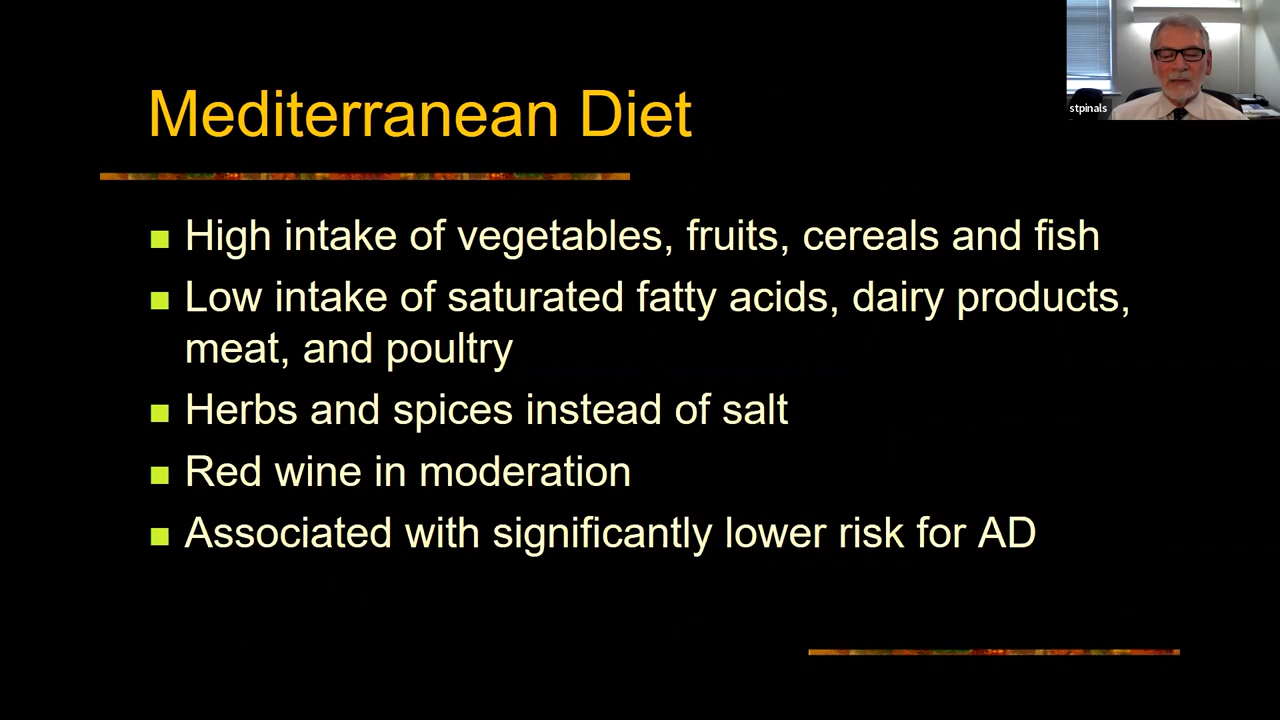 Mediterranean Diet
stpinals
High intake of vegetables, fruits, cereals and fish
Low intake of saturated fatty acids, dairy products,
meat, and poultry
Herbs and spices instead of salt
Red wine in moderation
Associated with significantly lower risk for AD